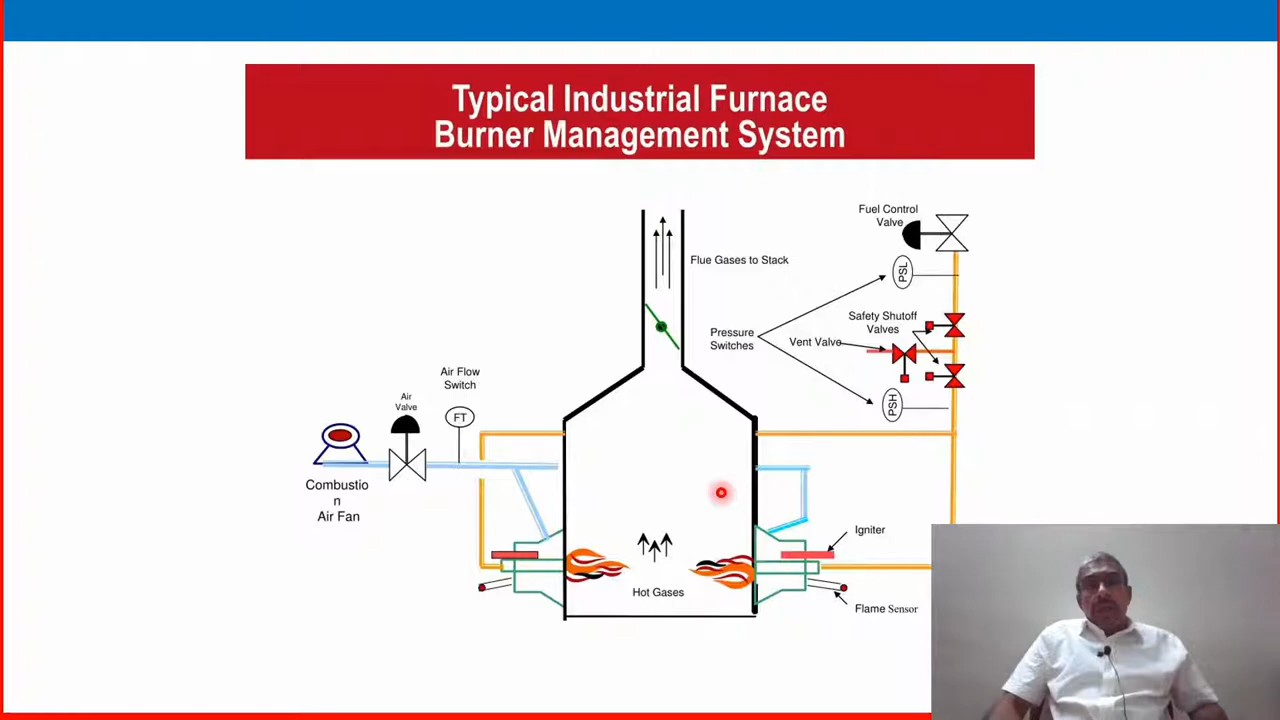 Typical Industrial Furnace
Burner Management System
Fuel Control
Valve
PSL
Flue Gases to Stack
Safety Shutoff
Valves
Pressure
Switches
Vent Valve
Air Flow
Switch
Air
Valve
FT
PSH
Combustio
n
Air Fan
Igniter
Hot Gases
Flame Sensor